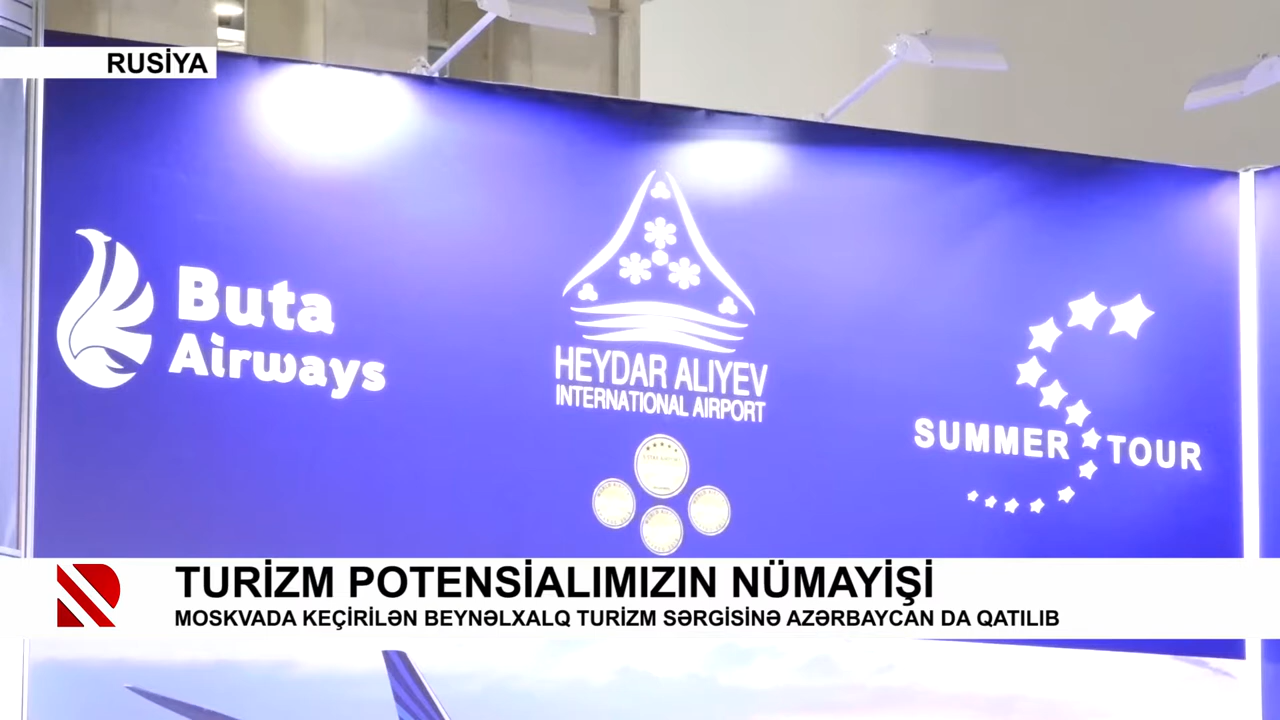 RUSİYA
Buta
Airways
HEYDAR ALIYEV
INTERNATIONAL AIRPORT
SUMMER TOUR
TURİZM POTENSİALIMIZIN NÜMAYİŞİ
MOSKVADA KEÇİRİLƏN BEYNƏLXALQ TURİZM SƏRGİSİNƏ AZƏRBAYCAN DA QATILIB